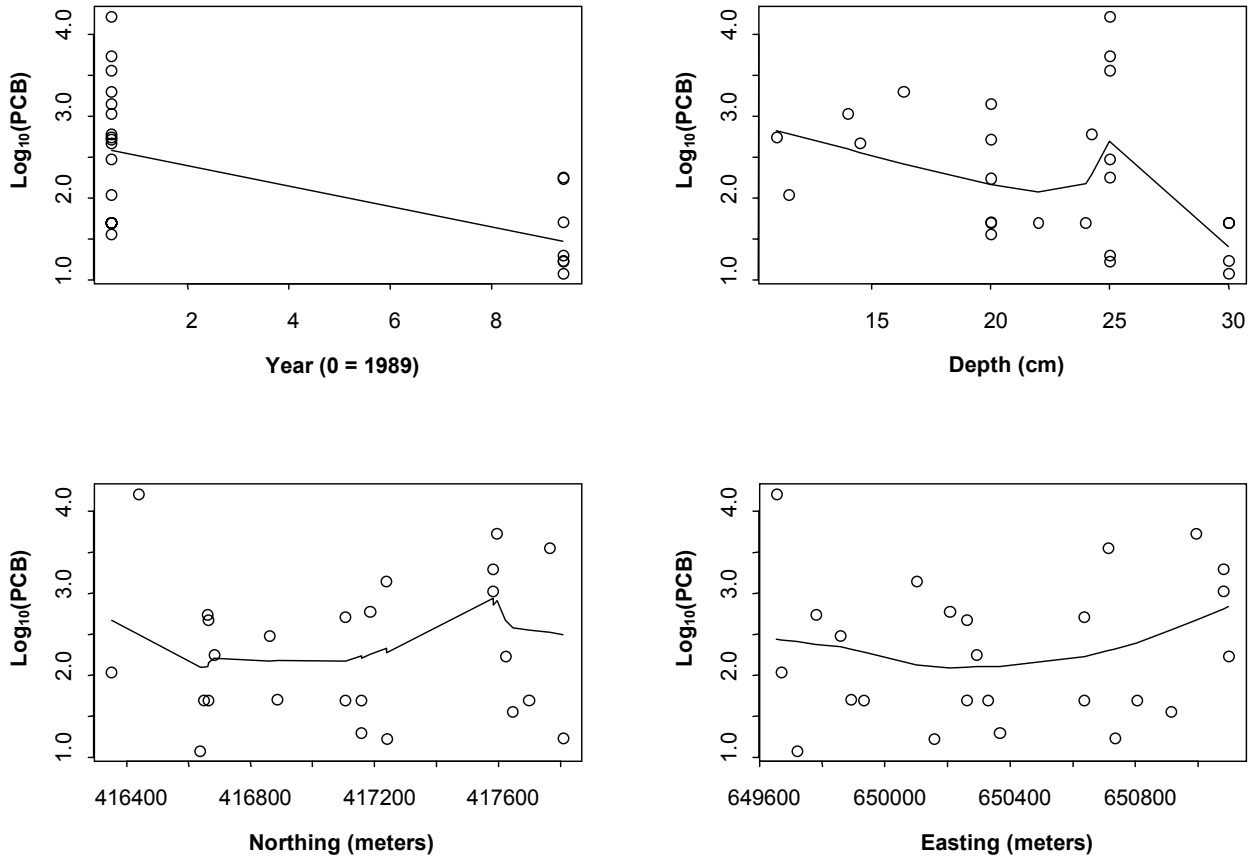 Log₁₀(PCB)
4.0
3.0
2.0
1.0
2 4 6 8
Year (0 = 1989)
Log₁₀(PCB)
4.0
3.0
2.0
1.0
15 20 25 30
Depth (cm)
Log₁₀(PCB)
4.0
3.0
2.0
1.0
416400 416800 417200 417600
Northing (meters)
Log₁₀(PCB)
4.0
3.0
2.0
1.0
649600 650000 650400 650800
Easting (meters)